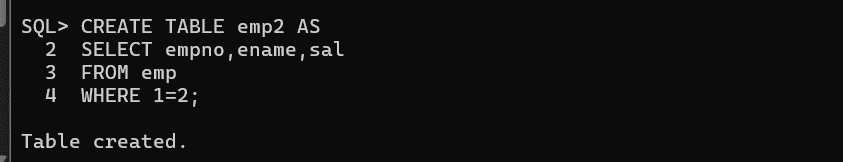 SQL> CREATE TABLE emp2 AS
  2  SELECT empno,ename,sal
  3  FROM emp
  4  WHERE 1=2;
Table created.